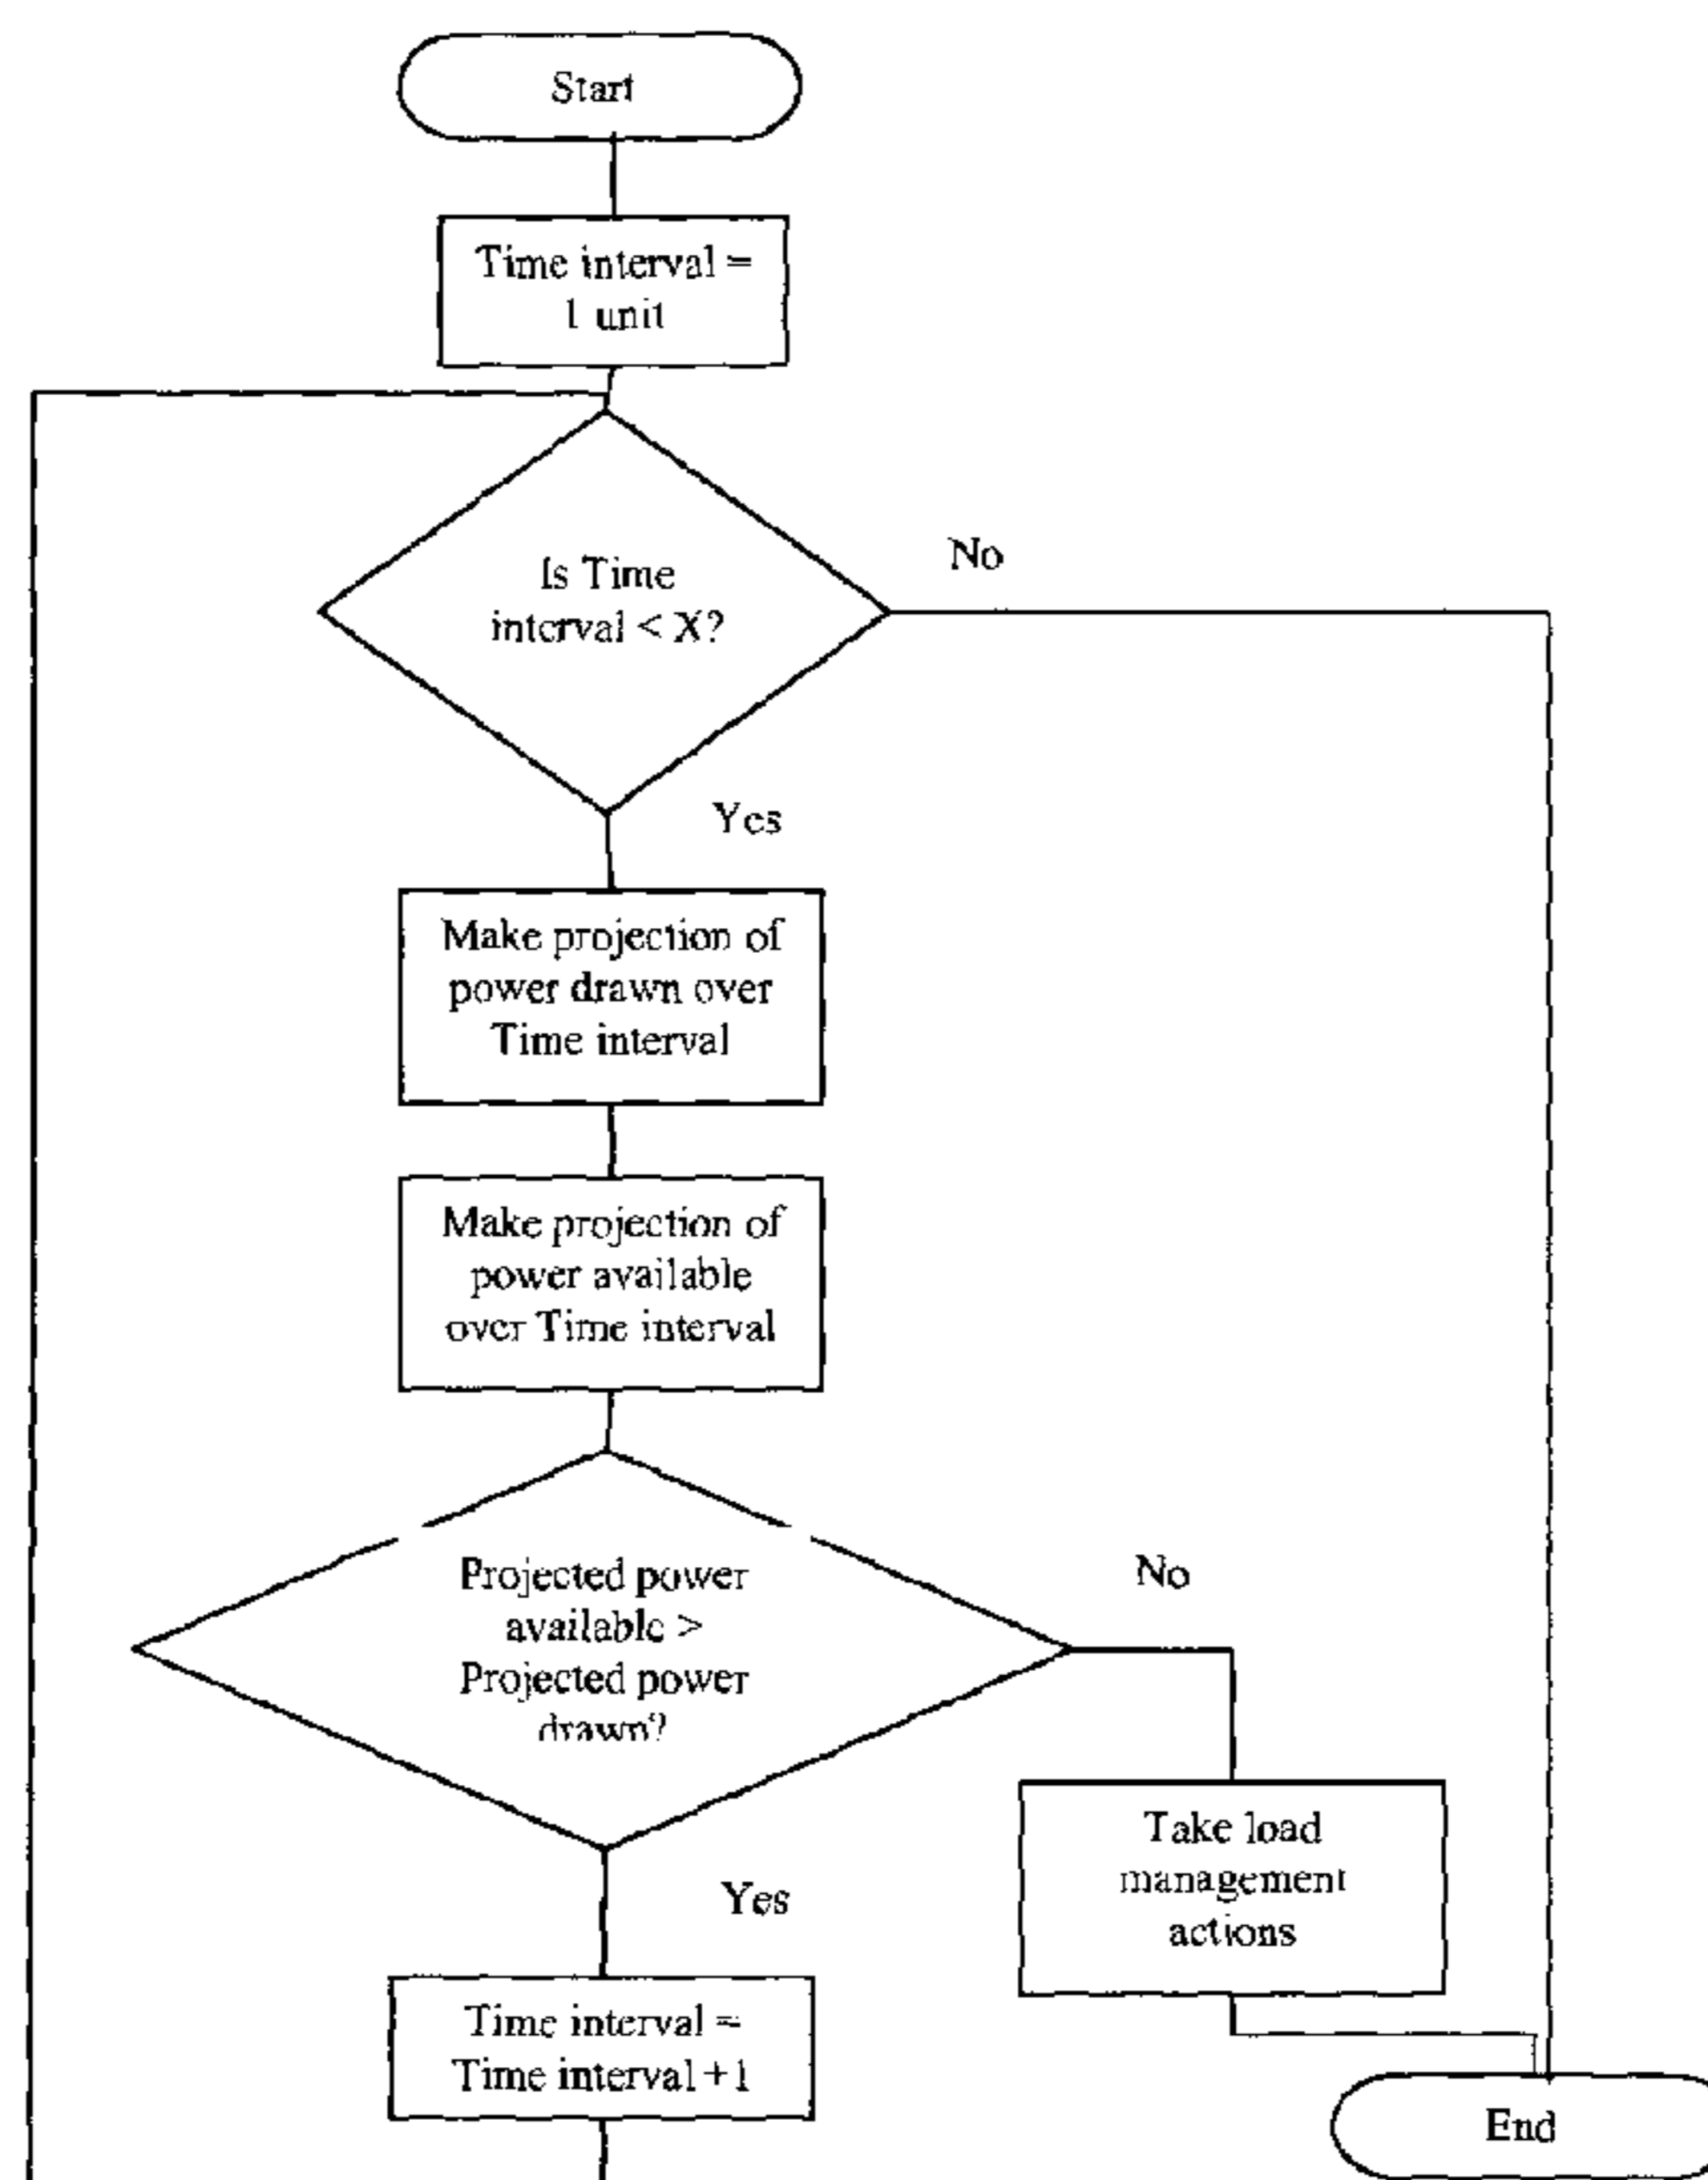 Start
Time interval =
1 unit
Is Time
interval < X?
No
Yes
Make projection of
power drawn over
Time interval
Make projection of
power available
over Time interval
Projected power
available >
Projected power
drawn?
No
Yes
Take load
management
actions
Time interval =
Time interval +1
End